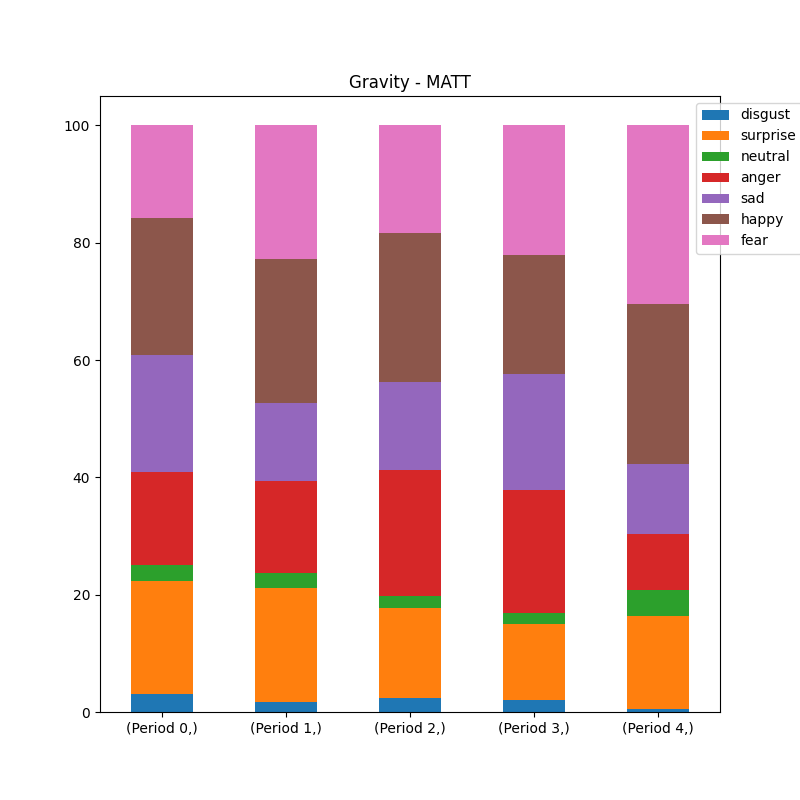 Gravity - MATT
100
80
60
40
20
0
disgust
surprise
neutral
anger
sad
happy
fear
(Period 0,) (Period 1,) (Period 2,) (Period 3,) (Period 4,)